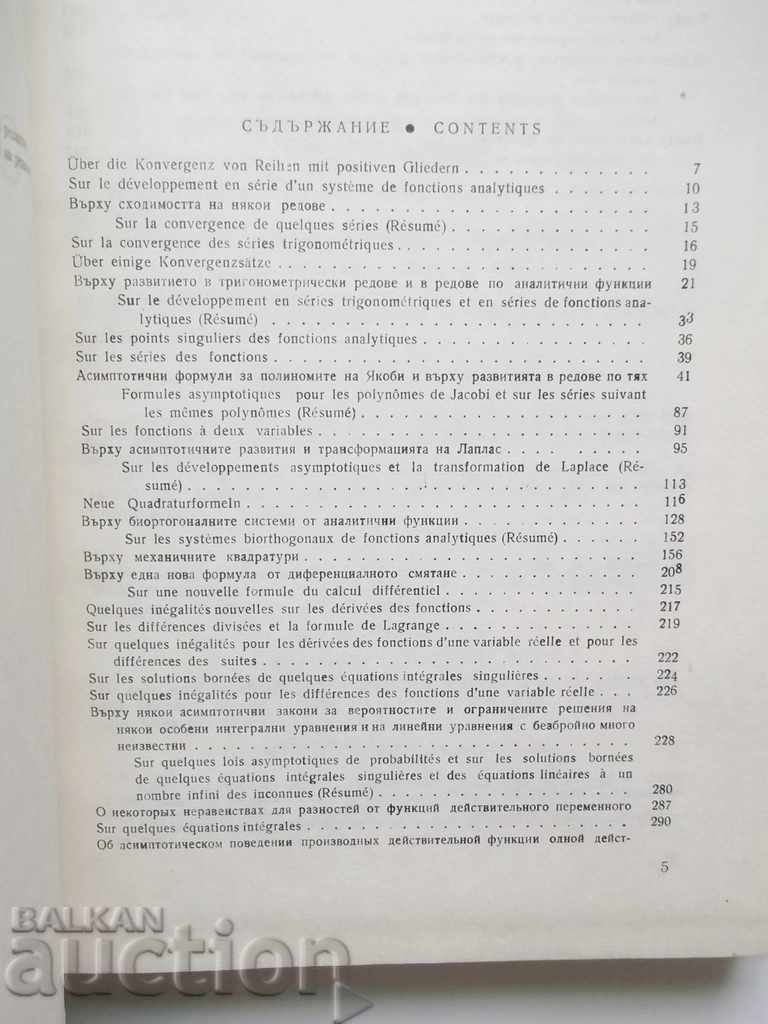 СЪДЪРЖАНИЕ ● CONTENTS
Über die Konvergenz von Reihen mit positiven Gliedern . . . . . . . . . . . . . 7
Sur le développement en série d'un système de fonctions analytiques . . . . . . . 10
Върху сходимостта на някои редове . . . . . . . . . . . . . . . . . . . . . . 13
Sur la convergence de quelques séries (Résumé) . . . . . . . . . . . . . . 15
Sur la convergence des séries trigonométriques . . . . . . . . . . . . . . . . . 16
Über einige Konvergenzsätze . . . . . . . . . . . . . . . . . . . . . . . . . 19
Върху развитието в тригонометрически редове и в редове по аналитични функции 21
Sur le développement en séries trigonométriques et en séries de fonctions ana-
lytiques (Résumé) . . . . . . . . . . . . . . . . . . . . . . . . . 33
Sur les points singuliers des fonctions analytiques . . . . . . . . . . . . . . . 36
Sur les séries des fonctions . . . . . . . . . . . . . . . . . . . . . . . . . . 39
Асимптотични формули за полиномите на Якоби и върху развитията в редове по тях 41
Formules asymptotiques pour les polynômes de Jacobi et sur les séries suivant
les mêmes polynômes (Résumé) . . . . . . . . . . . . . . . . . . . . 87
Sur les fonctions à deux variables . . . . . . . . . . . . . . . . . . . . . . . 91
Върху асимптотичните развития и трансформацията на Лаплас . . . . . . . . . 95
Sur les développements asymptotiques et la transformation de Laplace (Ré-
sumé) . . . . . . . . . . . . . . . . . . . . . . . . . . . . . . . 113
Neue Quadraturformeln . . . . . . . . . . . . . . . . . . . . . . . . . . . . 116
Върху биортогоналните системи от аналитични функции . . . . . . . . . . . . 128
Sur les systèmes biorthogonaux de fonctions analytiques (Résumé) . . . . . . 152
Върху механичните квадратури . . . . . . . . . . . . . . . . . . . . . . . . 156
Върху една нова формула от диференциалното смятане . . . . . . . . . . . . . 208
Sur une nouvelle formule du calcul différentiel . . . . . . . . . . . . . . . 215
Quelques inégalités nouvelles sur les dérivées des fonctions . . . . . . . . . . . 217
Sur les différences divisées et la formule de Lagrange . . . . . . . . . . . . . . 219
Sur quelques inégalités pour les dérivées des fonctions d'une variable réelle et pour les
différences des suites . . . . . . . . . . . . . . . . . . . . . . . . . . 222
Sur les solutions bornées de quelques équations intégrales singulières . . . . . . . 224
Sur quelques inégalités pour les différences des fonctions d'une variable réelle . . . 226
Върху някои асимптотични закони за вероятностите и ограничените решения на
някои особени интегрални уравнения и на линейни уравнения с безбройно много
неизвестни . . . . . . . . . . . . . . . . . . . . . . . . . . . . . . 228
Sur quelques lois asymptotiques de probabilités et sur les solutions bornées
de quelques équations intégrales singulières et des équations linéaires à un
nombre infini des inconnues (Résumé) . . . . . . . . . . . . . . . . . 280
О некоторых неравенствах для разностей от функций действительного переменного 287
Sur quelques équations intégrales . . . . . . . . . . . . . . . . . . . . . . . 290
Об асимптотическом поведении производных действительной функции одной дейст-
5
BALKAN
auction